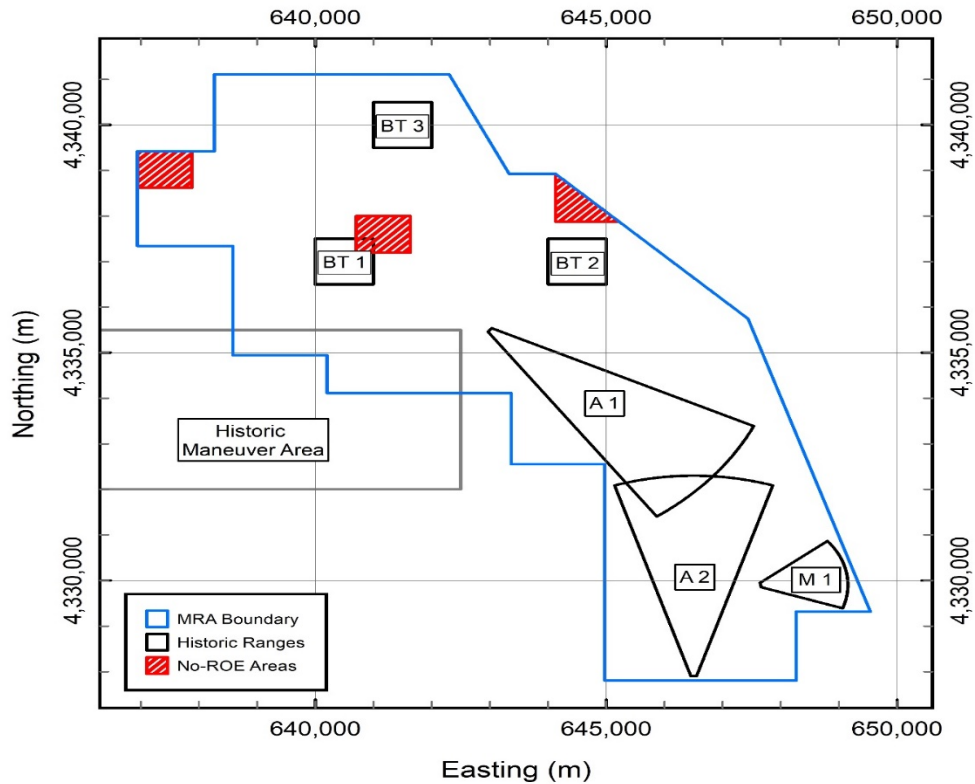 640,000 645,000 650,000
4,340,000 4,340,000
BT 3
BT 1 BT 2
4,335,000 4,335,000
A 1
Historic
Maneuver Area
4,330,000 4,330,000
A 2 M 1
MRA Boundary
Historic Ranges
No-ROE Areas
640,000 645,000 650,000
Easting (m)
Northing (m)